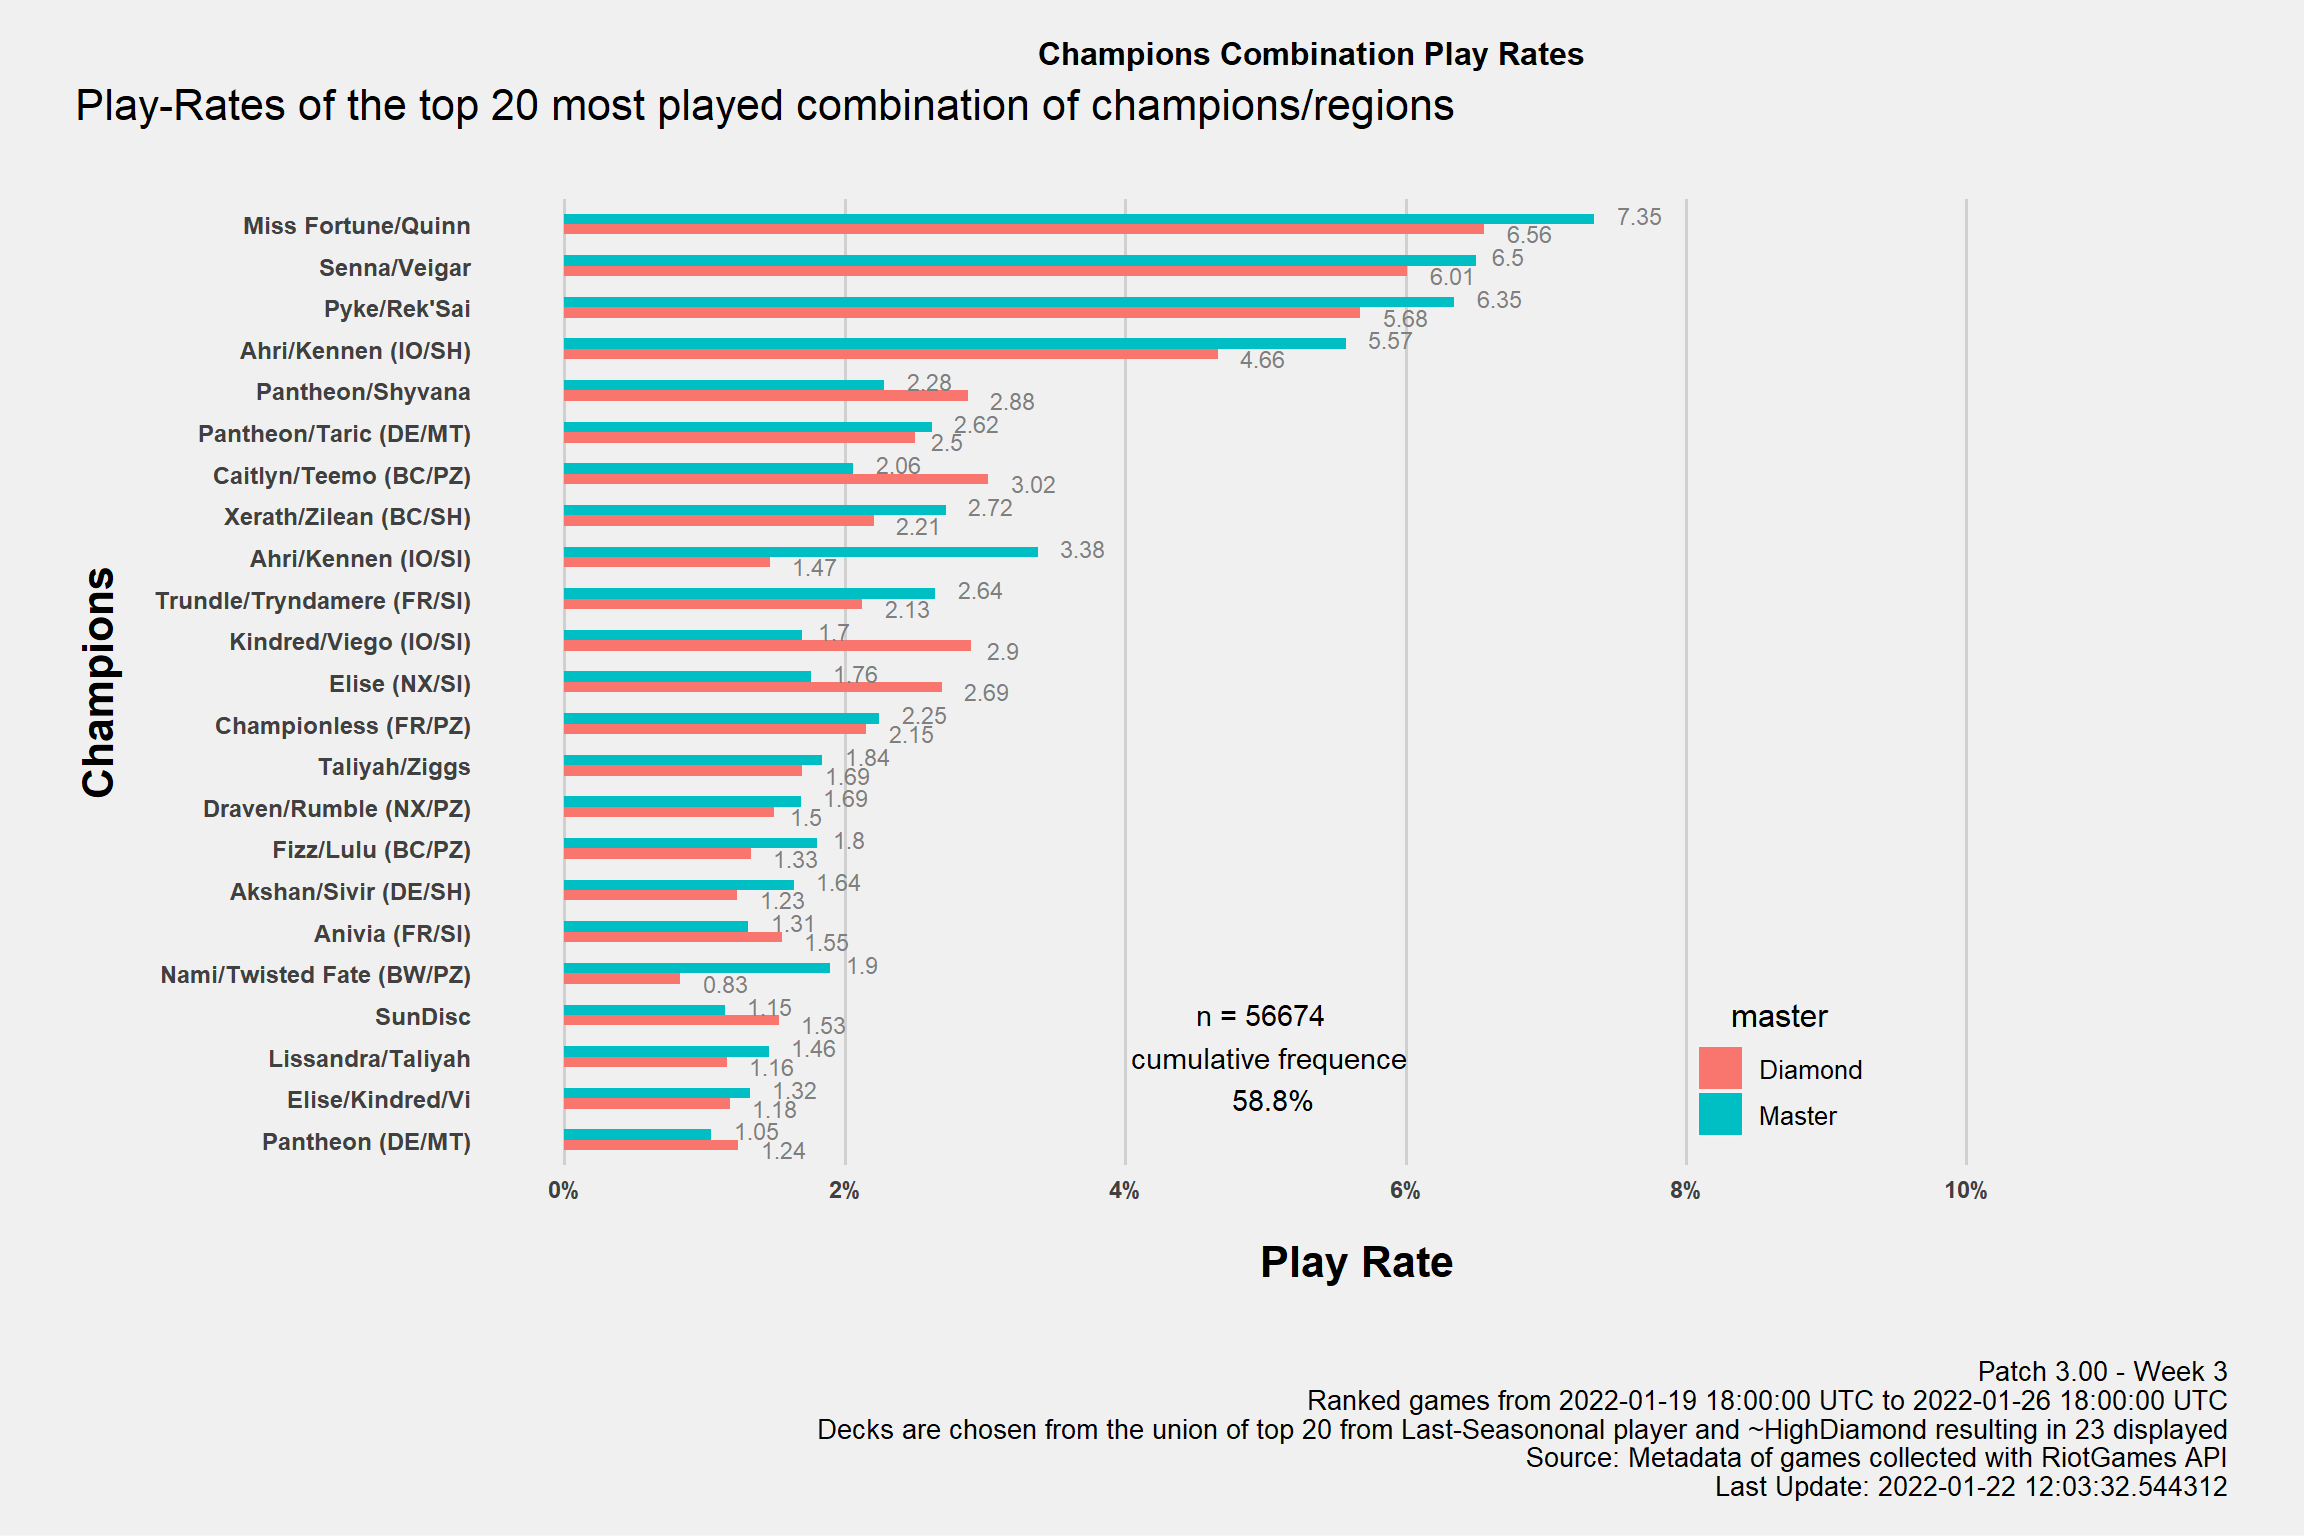 Champions Combination Play Rates
Play-Rates of the top 20 most played combination of champions/regions
Champions
Miss Fortune/Quinn 7.35
6.56
Senna/Veigar 6.5
6.01
Pyke/Rek'Sai 6.35
5.68
Ahri/Kennen (IO/SH) 5.57
4.66
Pantheon/Shyvana 2.28
2.88
Pantheon/Taric (DE/MT) 2.62
2.5
Caitlyn/Teemo (BC/PZ) 2.06
3.02
Xerath/Zilean (BC/SH) 2.72
2.21
Ahri/Kennen (IO/SI) 3.38
1.47
Trundle/Tryndamere (FR/SI) 2.64
2.13
Kindred/Viego (IO/SI) 1.7
2.9
Elise (NX/SI) 1.76
2.69
Championless (FR/PZ) 2.25
2.15
Taliyah/Ziggs 1.84
1.69
Draven/Rumble (NX/PZ) 1.69
1.5
Fizz/Lulu (BC/PZ) 1.8
1.33
Akshan/Sivir (DE/SH) 1.64
1.23
Anivia (FR/SI) 1.31
1.55
Nami/Twisted Fate (BW/PZ) 1.9
0.83
SunDisc 1.15
1.53
Lissandra/Taliyah 1.46
1.16
Elise/Kindred/Vi 1.32
1.18
Pantheon (DE/MT) 1.05
1.24
n = 56674
cumulative frequence
58.8%
master
Diamond
Master
0% 2% 4% 6% 8% 10%
Play Rate
Patch 3.00 - Week 3
Ranked games from 2022-01-19 18:00:00 UTC to 2022-01-26 18:00:00 UTC
Decks are chosen from the union of top 20 from Last-Seasononal player and ~HighDiamond resulting in 23 displayed
Source: Metadata of games collected with RiotGames API
Last Update: 2022-01-22 12:03:32.544312